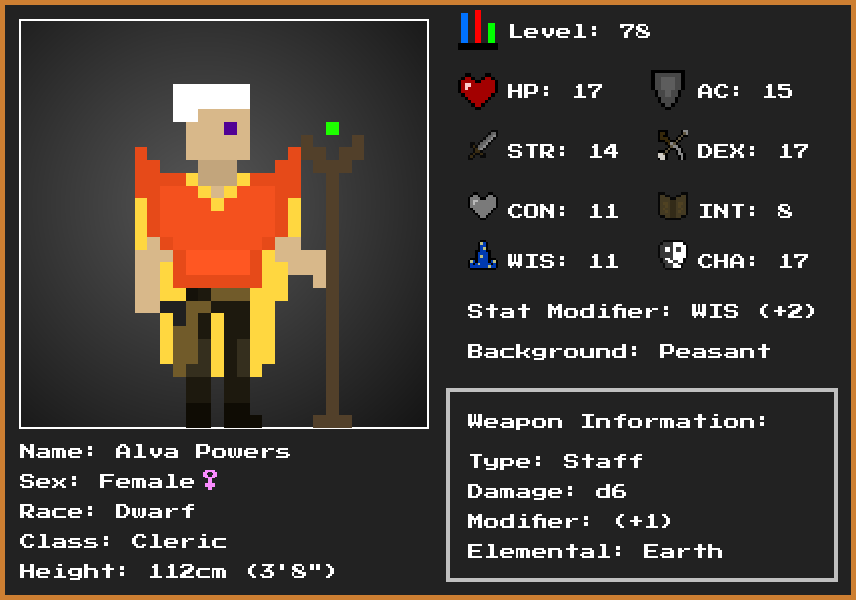 Level: 78
HP: 17 AC: 15
STR: 14 DEX: 17
CON: 11 INT: 8
WIS: 11 CHA: 17
Stat Modifier: WIS (+2)
Background: Peasant
Weapon Information:
Type: Staff
Damage: d6
Modifier: (+1)
Elemental: Earth
Name: Alva Powers
Sex: Female♀
Race: Dwarf
Class: Cleric
Height: 112cm (3'8")